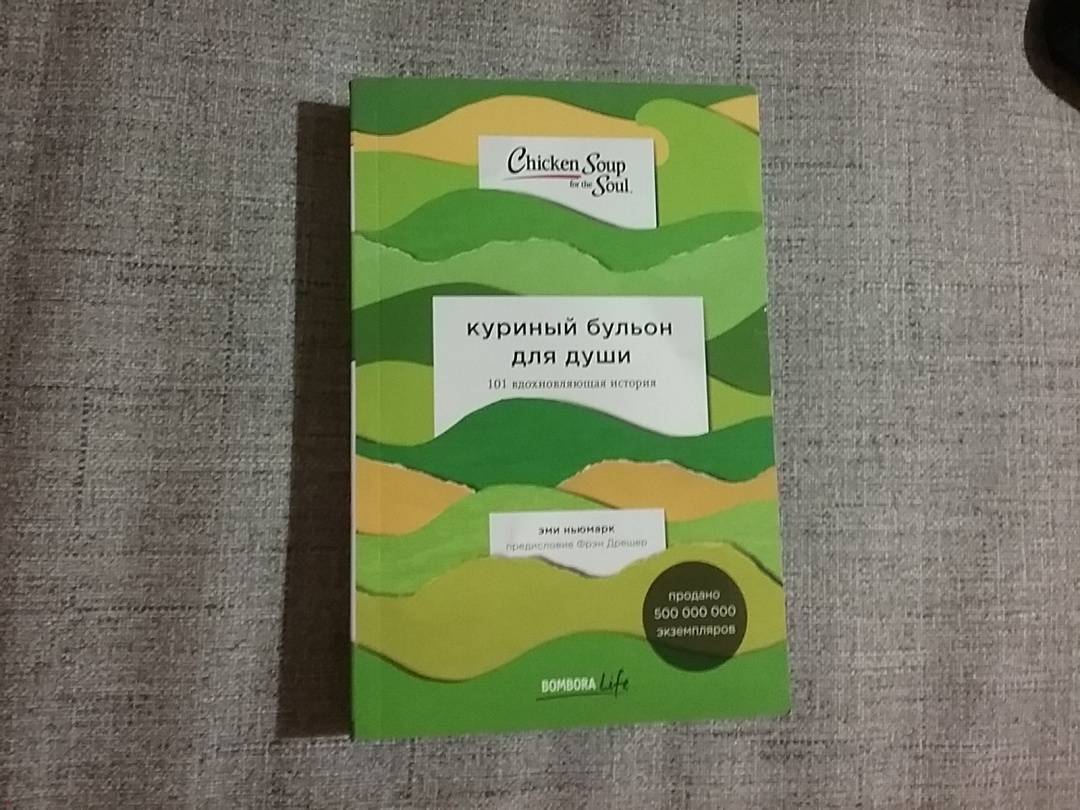 Chicken Soup
for the Soul
куриный бульон
для души
101 вдохновляющая история
эми ньюмарк
предисловие Фрэн Дрешер
продано
500 000 000
экземпляров
BOMBORA Life